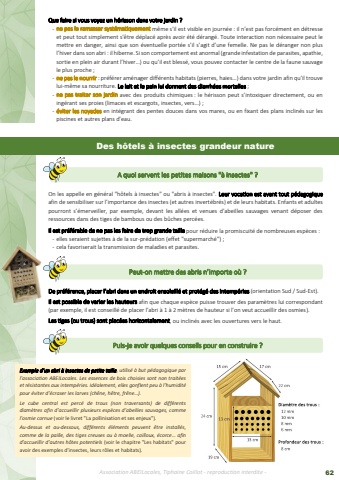 Que faire si vous voyez un hérisson dans votre jardin ?
- ne pas le ramasser systématiquement même s'il est visible en journée : il n'est pas forcément en détresse
et peut tout simplement s'être déplacé après avoir été dérangé. Toute interaction non nécessaire peut le
mettre en danger, ainsi que son éventuelle portée s'il s'agit d'une femelle. Ne pas le déranger non plus
l'hiver dans son abri : il hiberne. Si son comportement est anormal (grande infestation de parasites, apathie,
sortie en plein air durant l'hiver...) ou qu'il est blessé, vous pouvez contacter le centre de la faune sauvage
le plus proche ;
- ne pas le nourrir : préférer aménager différents habitats (pierres, haies...) dans votre jardin afin qu'il trouve
lui-même sa nourriture. Le lait et le pain lui donnent des diarrhées mortelles ;
- ne pas traiter son jardin avec des produits chimiques : le hérisson peut s'intoxiquer directement, ou en
ingérant ses proies (limaces et escargots, insectes, vers...) ;
- éviter les noyades en intégrant des pentes douces dans vos mares, ou en fixant des plans inclinés sur les
piscines et autres plans d'eau.
Des hôtels à insectes grandeur nature
A quoi servent les petites maisons "à insectes" ?
On les appelle en général "hôtels à insectes" ou "abris à insectes". Leur vocation est avant tout pédagogique
afin de sensibiliser sur l'importance des insectes (et autres invertébrés) et de leurs habitats. Enfants et adultes
pourront s'émerveiller, par exemple, devant les allées et venues d'abeilles sauvages venant déposer des
ressources dans des tiges de bambous ou des bûches percées.
Il est préférable de ne pas les faire de trop grande taille pour réduire la promiscuité de nombreuses espèces :
- elles seraient sujettes à de la sur-prédation (effet "supermarché") ;
- cela favoriserait la transmission de maladies et parasites.
Peut-on mettre des abris n'importe où ?
De préférence, placer l'abri dans un endroit ensoleillé et protégé des intempéries (orientation Sud / Sud-Est).
Il est possible de varier les hauteurs afin que chaque espèce puisse trouver des paramètres lui correspondant
(par exemple, il est conseillé de placer l'abri à 1 à 2 mètres de hauteur si l'on veut accueillir des osmies).
Les tiges (ou trous) sont placées horizontalement, ou inclinées avec les ouvertures vers le haut.
Puis-je avoir quelques conseils pour en construire ?
Exemple d'un abri à insectes de petite taille, utilisé à but pédagogique par
l'association ABEILocales. Les essences de bois choisies sont non traitées
et résistantes aux intempéries. Idéalement, elles gonflent peu à l'humidité
pour éviter d'écraser les larves (chêne, hêtre, frêne...).
Le cube central est percé de trous (non traversants) de différents
diamètres afin d'accueillir plusieurs espèces d'abeilles sauvages, comme
l'osmie cornue (voir le livret "La pollinisation et ses enjeux").
Au-dessus et au-dessous, différents éléments peuvent être installés,
comme de la paille, des tiges creuses ou à moelle, cailloux, écorce... afin
d'accueillir d'autres hôtes potentiels (voir le chapitre "Les habitats" pour
avoir des exemples d'insectes, leurs rôles et habitats).
15 cm
17 cm
22 cm
24 cm
13 cm
15 cm
19 cm
Diamètre des trous :
12 mm
10 mm
8 mm
6 mm
Profondeur des trous :
8 cm
Association ABEILocales, Tiphanie Caillot - reproduction interdite -
62